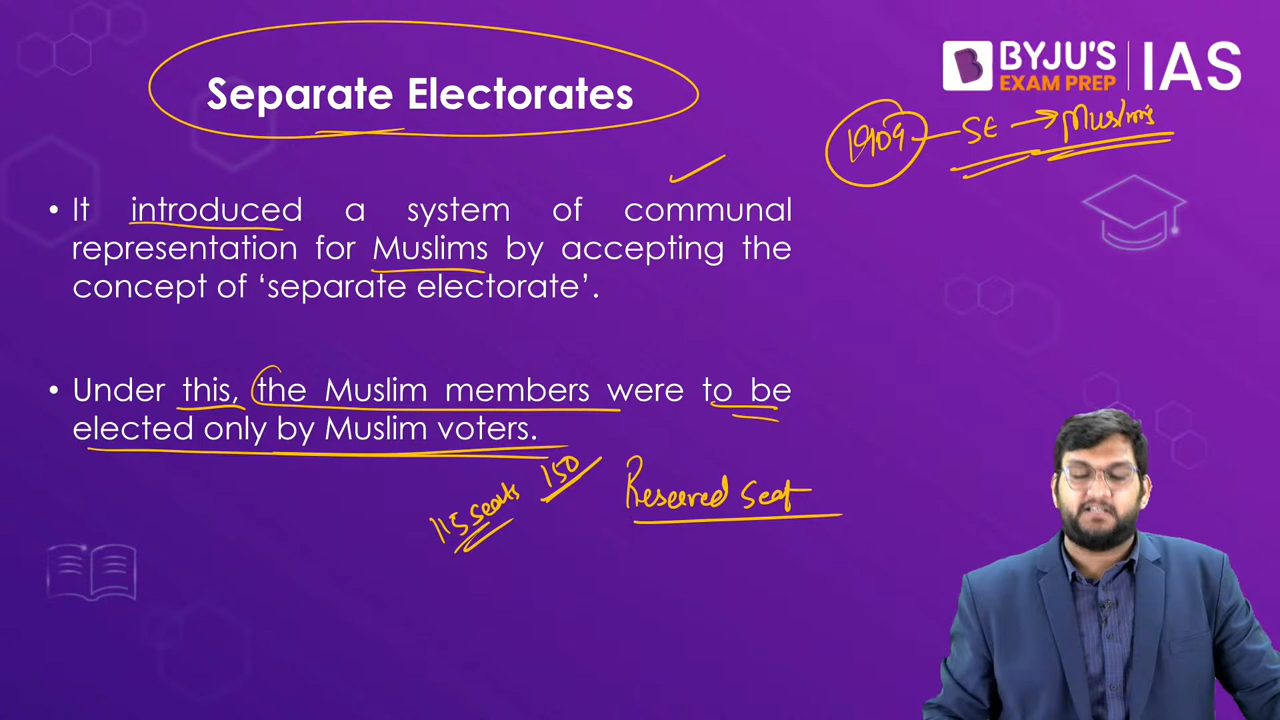 Separate Electorates
BYJU'S
EXAM PREP
IAS
1909 — SE → Muslims
• It introduced a system of communal
representation for Muslims by accepting the
concept of ‘separate electorate’.
• Under this, the Muslim members were to be
elected only by Muslim voters.
115 seats 150
Reserved Seat